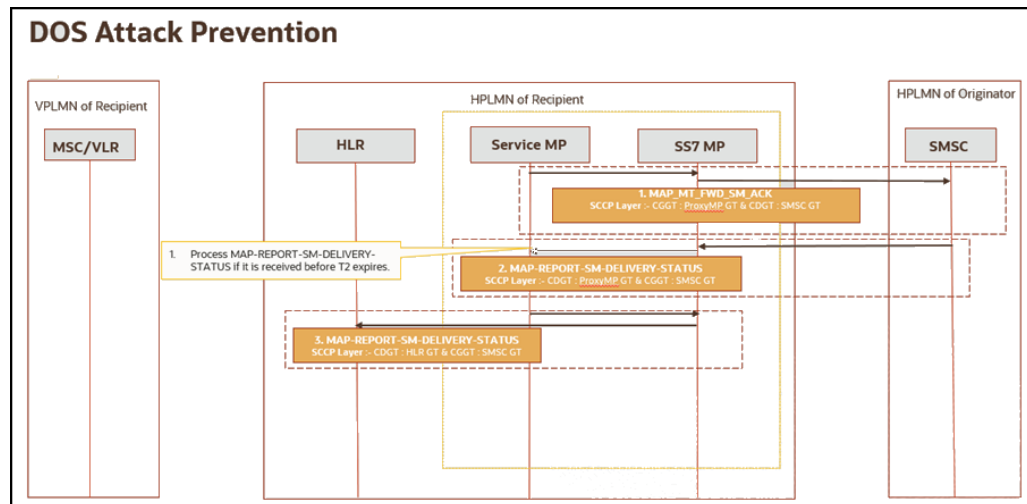 DOS Attack Prevention
VPLMN of Recipient
HPLMN of Recipient
HPLMN of Originator
MSC/VLR
HLR
Service MP
SS7 MP
SMSC
1. MAP_MT_FWD_SM_ACK
SCCP Layer :- CGGT : ProxyMP GT & CDGT : SMSC GT
1. Process MAP-REPORT-SM-DELIVERY-
STATUS if it is received before T2 expires.
2. MAP-REPORT-SM-DELIVERY-STATUS
SCCP Layer :- CDGT : ProxyMP GT & CGGT : SMSC GT
3. MAP-REPORT-SM-DELIVERY-STATUS
SCCP Layer :- CDGT : HLR GT & CGGT : SMSC GT